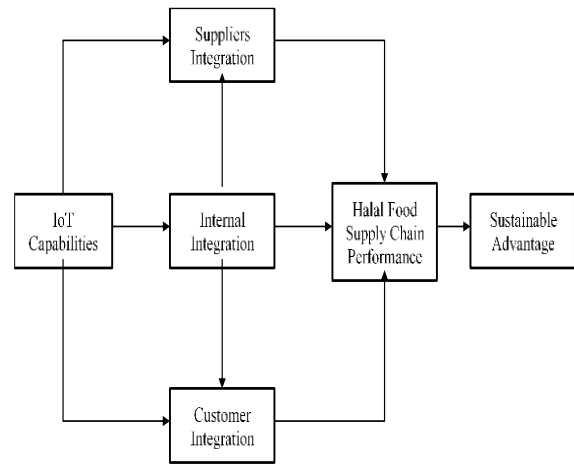 Suppliers
Integration
IoT
Capabilities
Internal
Integration
Halal Food
Supply Chain
Performance
Sustainable
Advantage
Customer
Integration